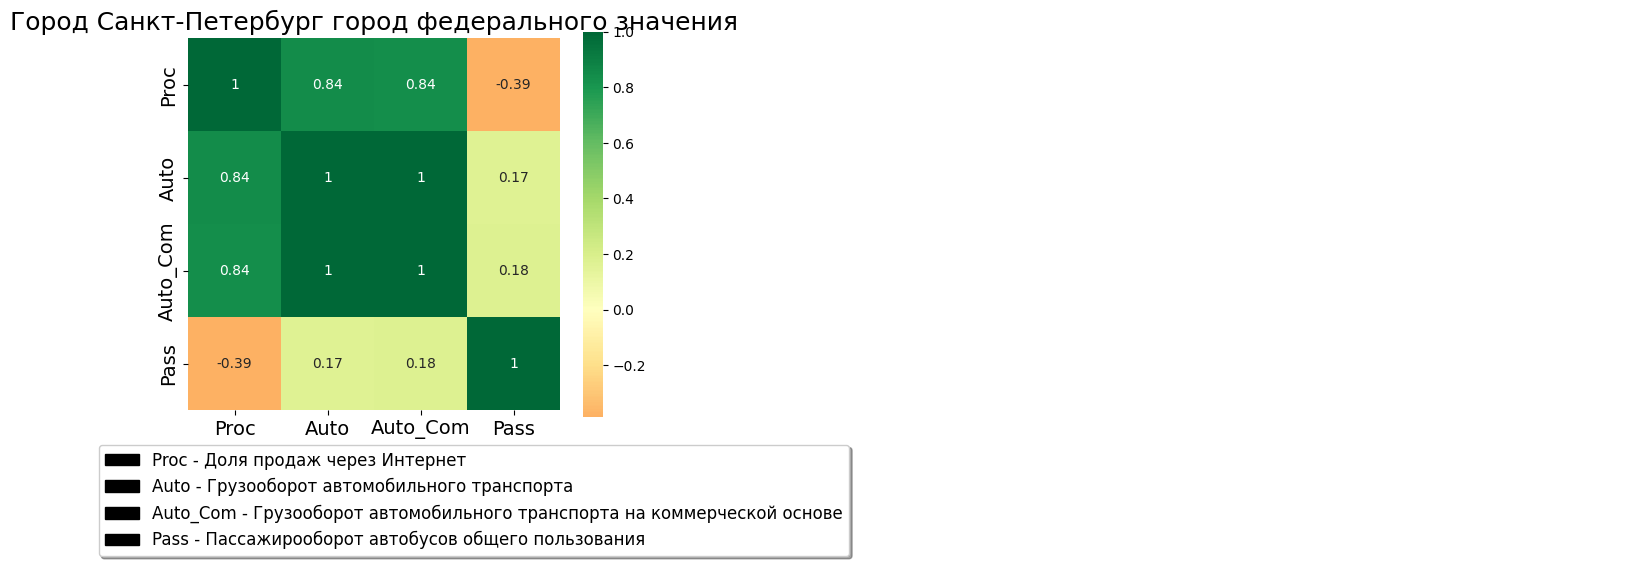 Город Санкт-Петербург город федерального значения
1.0
Proc 1 0.84 0.84 -0.39
0.8
0.6
Auto 0.84 1 1 0.17
0.4
Auto_Com 0.84 1 1 0.18
0.2
0.0
Pass -0.39 0.17 0.18 1
−0.2
Proc Auto Auto_Com Pass
Proc - Доля продаж через Интернет
Auto - Грузооборот автомобильного транспорта
Auto_Com - Грузооборот автомобильного транспорта на коммерческой основе
Pass - Пассажирооборот автобусов общего пользования